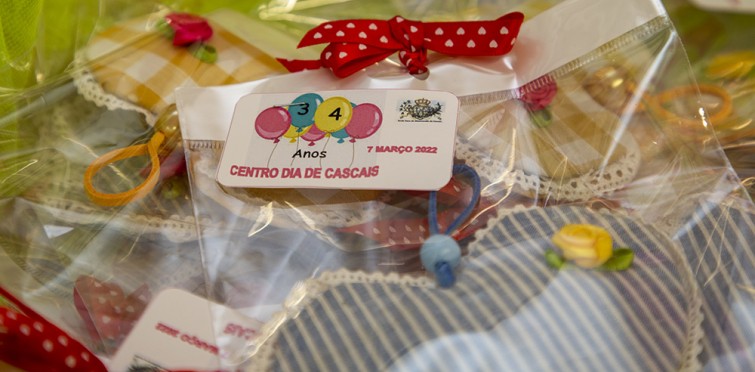 3 4
Anos
7 MARÇO 2022
CENTRO DIA DE CASCAIS